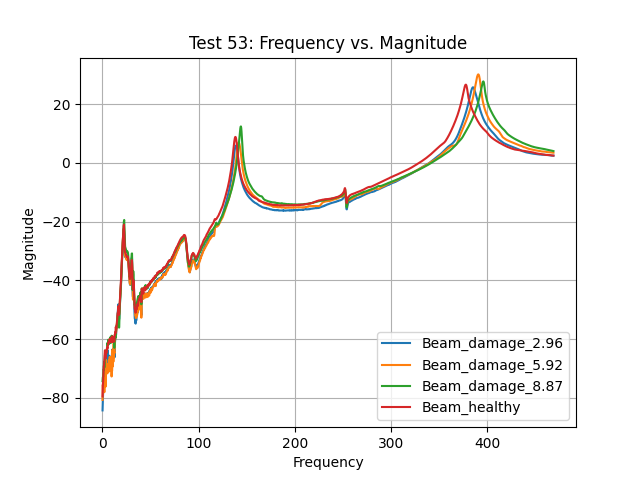 Test 53: Frequency vs. Magnitude
Magnitude
20
0
−20
−40
−60
−80
0
100
200
300
400
Frequency
Beam_damage_2.96
Beam_damage_5.92
Beam_damage_8.87
Beam_healthy